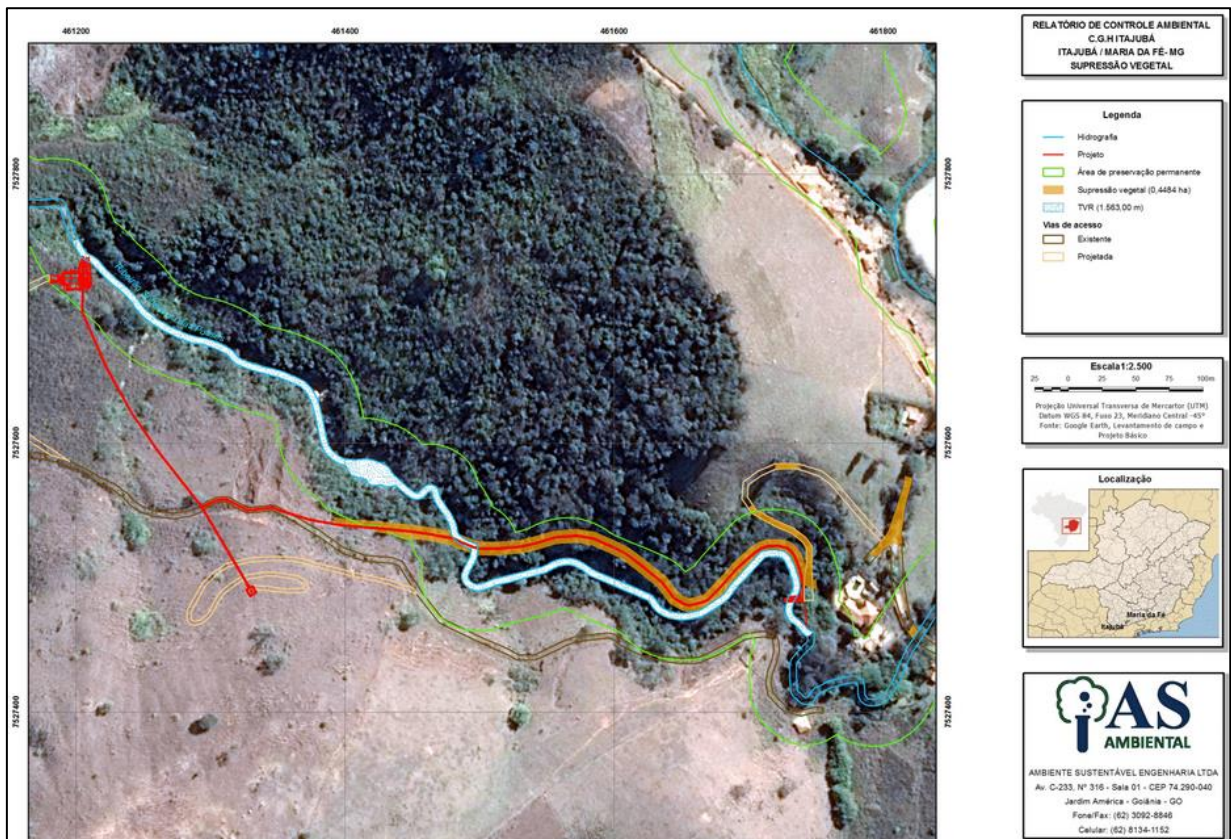 461200
461400
461600
461800
7527800
7527600
7527400
7527800
7527600
7527400
RELATÓRIO DE CONTROLE AMBIENTAL
C.G.H ITAJUBÁ
ITAJUBÁ / MARIA DA FÉ- MG
SUPRESSÃO VEGETAL
Legenda
Hidrografia
Projeto
Área de preservação permanente
Supressão vegetal (0,4484 ha)
TVR (1.563,00 m)
Vias de acesso
Existente
Projetada
Escala1:2.500
25 0 25 50 75 100m
Projeção Universal Transversa de Mercartor (UTM)
Datum WGS 84, Fuso 23, Meridiano Central -45º
Fonte: Google Earth, Levantamento de campo e
Projeto Básico
Localização
Maria da Fé
Itajubá
AS
AMBIENTAL
AMBIENTE SUSTENTÁVEL ENGENHARIA LTDA
Av. C-233, Nº 316 - Sala 01 - CEP 74.290-040
Jardim América - Goiânia - GO
Fone/Fax: (62) 3092-8846
Celular: (62) 8134-1152